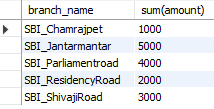 branch_name sum(amount)
SBI_Chamrajpet 1000
SBI_Jantarmantar 5000
SBI_Parliamentroad 4000
SBI_ResidencyRoad 2000
SBI_ShivajiRoad 3000